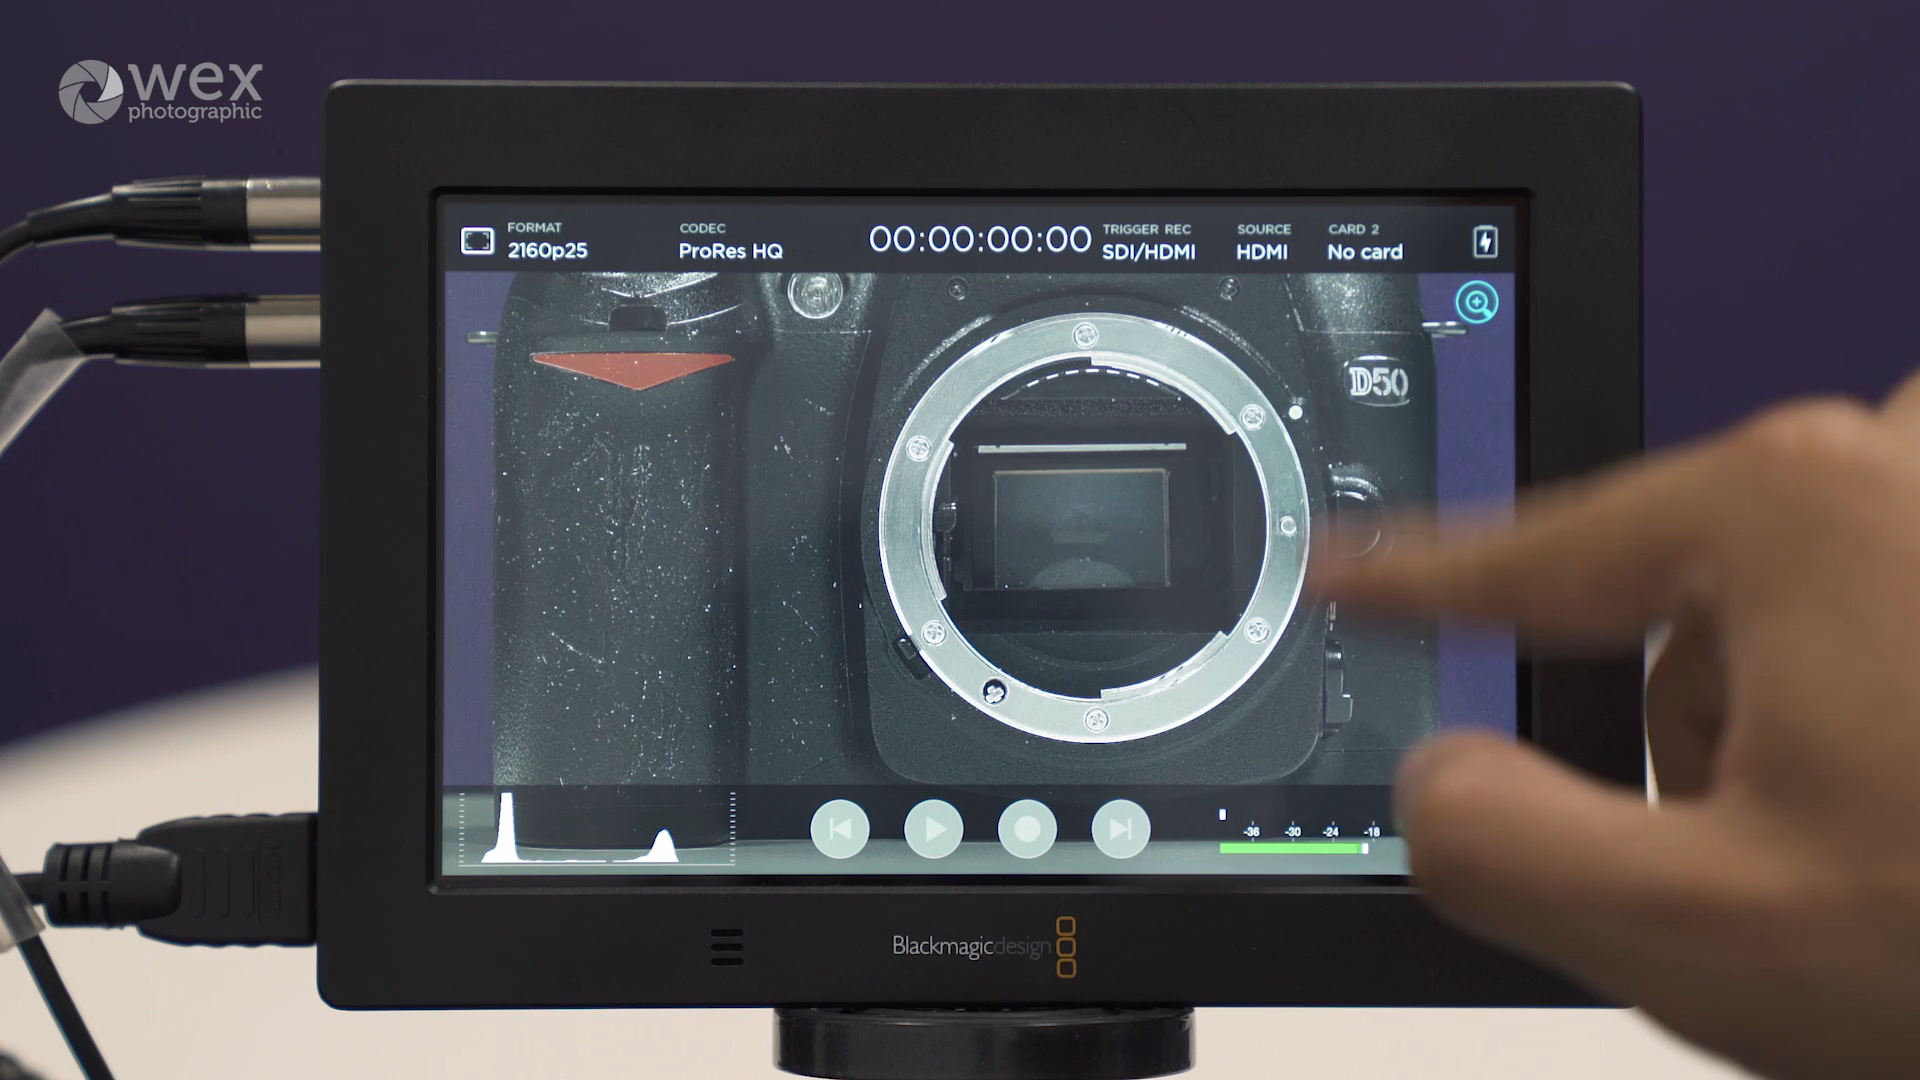 wex
photographic
FORMAT
2160p25
CODEC
ProRes HQ
00:00:00:00
TRIGGER REC
SDI/HDMI
SOURCE
HDMI
CARD 2
No card
D50
-36 -30 -24 -18
Blackmagicdesign